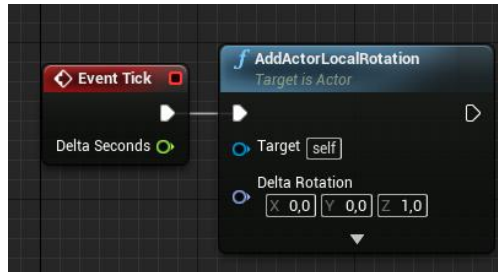 Event Tick
Delta Seconds
f AddActorLocalRotation
Target is Actor
Target self
Delta Rotation
X 0,0 Y 0,0 Z 1,0